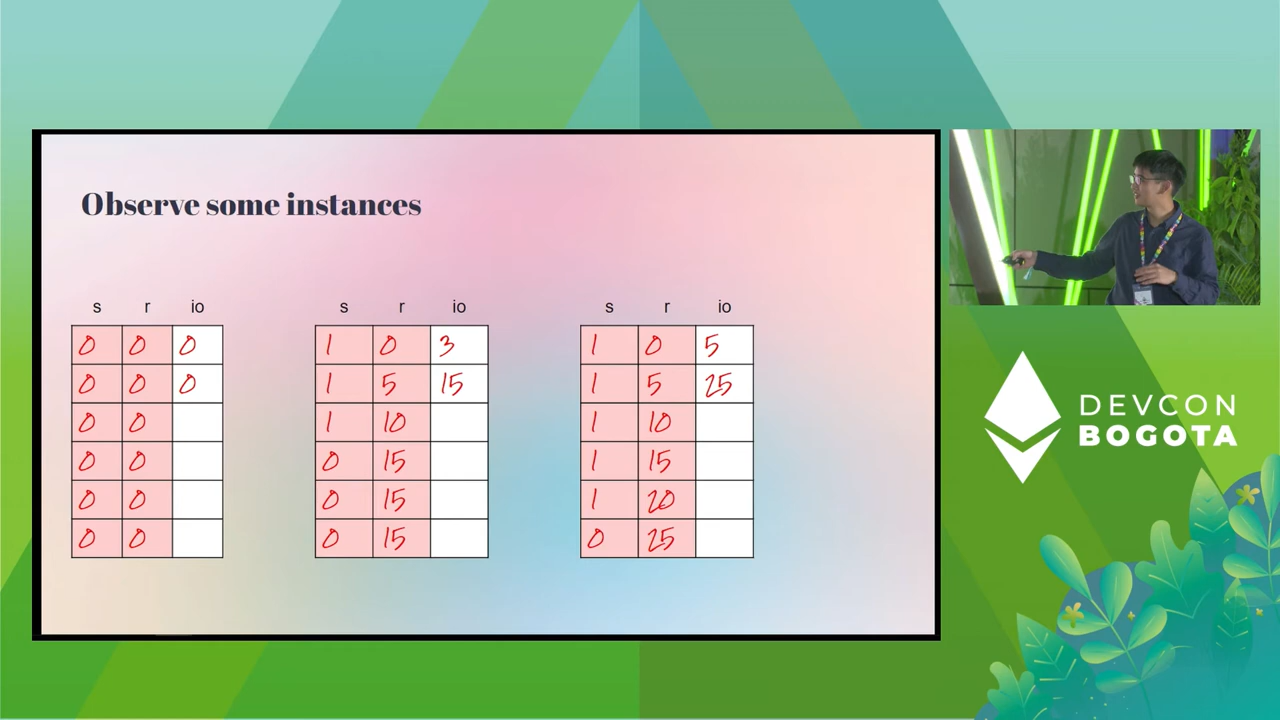 Observe some instances
s r io s r io s r io
0 0 0 1 0 3 1 0 5
0 0 0 1 5 15 1 5 25
0 0 1 10 1 10
0 0 0 15 1 15
0 0 0 15 1 20
0 0 0 15 0 25
DEVCON
BOGOTA